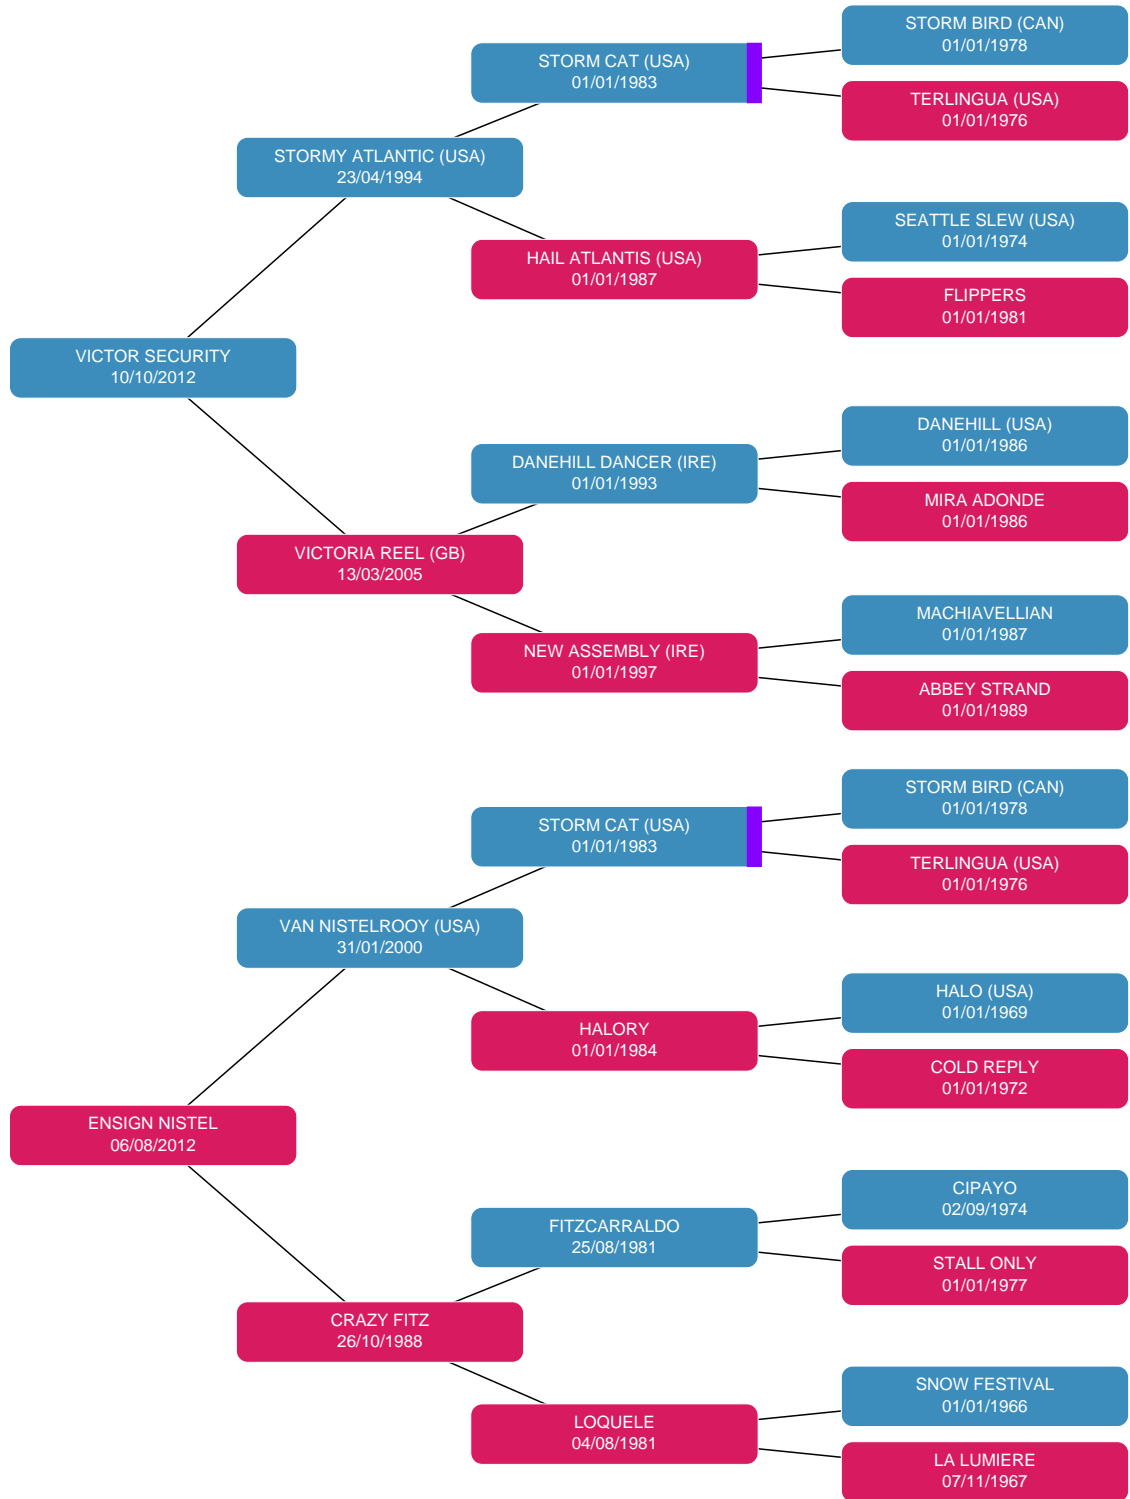 STORM BIRD (CAN)
01/01/1978
STORM CAT (USA)
01/01/1983
TERLINGUA (USA)
01/01/1976
STORMY ATLANTIC (USA)
23/04/1994
SEATTLE SLEW (USA)
01/01/1974
HAIL ATLANTIS (USA)
01/01/1987
FLIPPERS
01/01/1981
VICTOR SECURITY
10/10/2012
DANEHILL (USA)
01/01/1986
DANEHILL DANCER (IRE)
01/01/1993
MIRA ADONDE
01/01/1986
VICTORIA REEL (GB)
13/03/2005
MACHIAVELLIAN
01/01/1987
NEW ASSEMBLY (IRE)
01/01/1997
ABBEY STRAND
01/01/1989
STORM BIRD (CAN)
01/01/1978
STORM CAT (USA)
01/01/1983
TERLINGUA (USA)
01/01/1976
VAN NISTELROOY (USA)
31/01/2000
HALO (USA)
01/01/1969
HALORY
01/01/1984
COLD REPLY
01/01/1972
ENSIGN NISTEL
06/08/2012
CIPAYO
02/09/1974
FITZCARRALDO
25/08/1981
STALL ONLY
01/01/1977
CRAZY FITZ
26/10/1988
SNOW FESTIVAL
01/01/1966
LOQUELE
04/08/1981
LA LUMIERE
07/11/1967